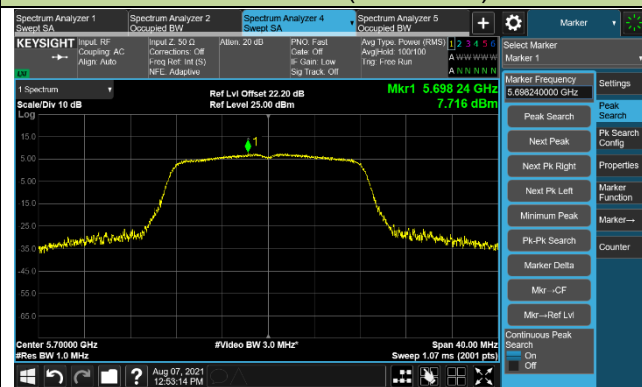 Spectrum Analyzer 1
Swept SA
Spectrum Analyzer 2
Occupied BW
Spectrum Analyzer 4
Swept SA
Spectrum Analyzer 5
Occupied BW
Marker
KEYSIGHT
Input: RF
Coupling: AC
Align: Auto
Input Z: 50 Ω
Corrections: Off
Freq Ref: Int (S)
NFE: Adaptive
Atten: 20 dB
PNO: Fast
Gate: Off
IF Gain: Low
Sig Track: Off
Avg Type: Power (RMS)
Avg|Hold: 100/100
Trig: Free Run
1 2 3 4 5 6
A W W W W W
A N N N N N
LXI
Select Marker
Marker 1
Marker Frequency
5.698240000 GHz
Settings
Peak Search
Next Peak
Next Pk Right
Next Pk Left
Minimum Peak
Pk-Pk Search
Marker Delta
Mkr→CF
Mkr→Ref Lvl
Continuous Peak
Search
On
Off
Peak
Search
Pk Search
Config
Properties
Marker
Function
Marker→
Counter
1 Spectrum
Scale/Div 10 dB
Log
Ref Lvl Offset 22.20 dB
Ref Level 25.00 dBm
Mkr1 5.698 24 GHz
7.716 dBm
15.0
5.00
-5.00
-15.0
-25.0
-35.0
-45.0
-55.0
-65.0
1
Center 5.70000 GHz
#Res BW 1.0 MHz
#Video BW 3.0 MHz*
Span 40.00 MHz
Sweep 1.07 ms (2001 pts)
Aug 07, 2021
12:53:14 PM